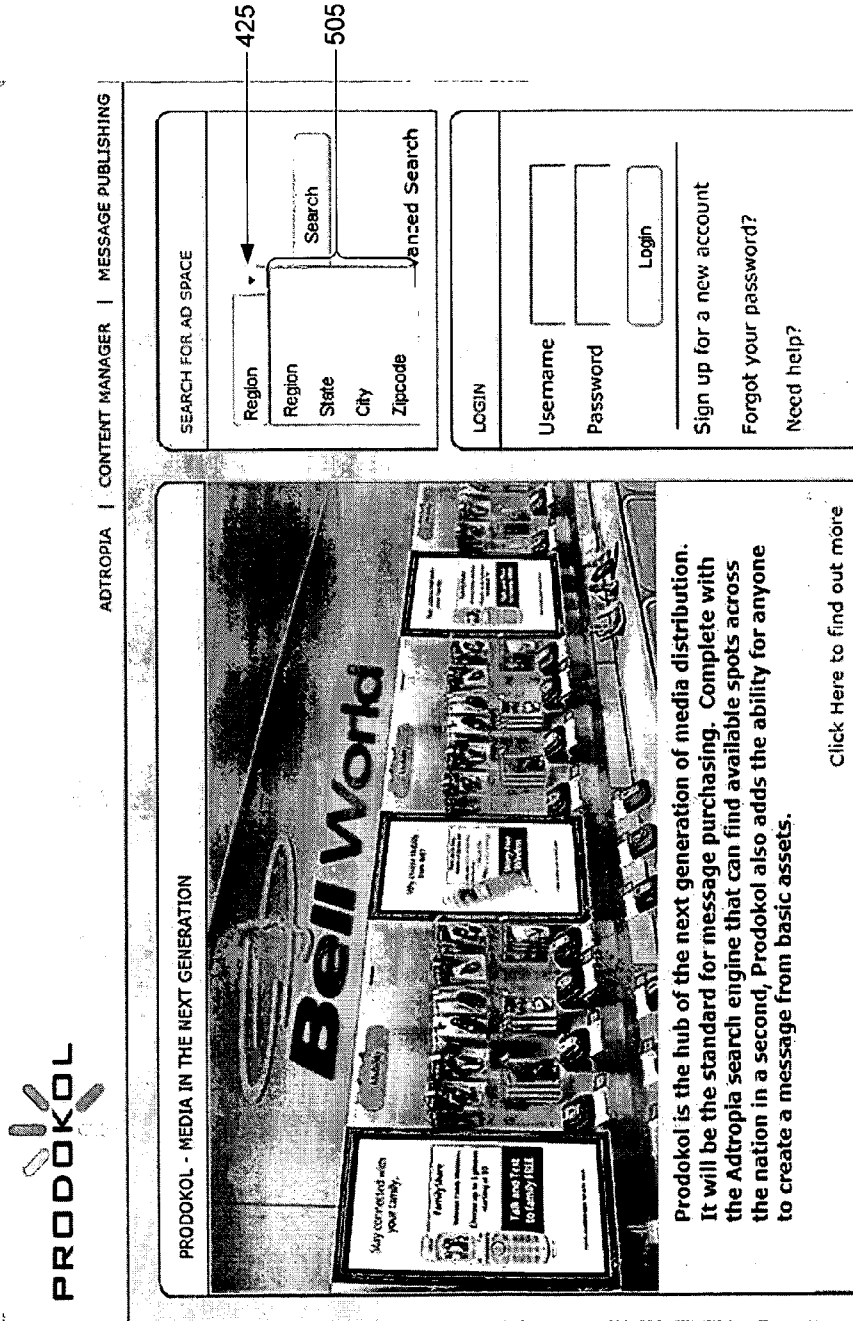 PRODOKOL
ADTROPIA | CONTENT MANAGER | MESSAGE PUBLISHING
PRODOKOL - MEDIA IN THE NEXT GENERATION
Bell World
Stay connected with
your family.
FamilyShare
Talk and text
to family FREE
Mobility
Prodokol is the hub of the next generation of media distribution.
It will be the standard for message purchasing. Complete with
the Adtropia search engine that can find available spots across
the nation in a second, Prodokol also adds the ability for anyone
to create a message from basic assets.
Click Here to find out more
SEARCH FOR AD SPACE
Region
Region
State
City
Zipcode
Search
anced Search
425
505
LOGIN
Username
Password
Login
Sign up for a new account
Forgot your password?
Need help?